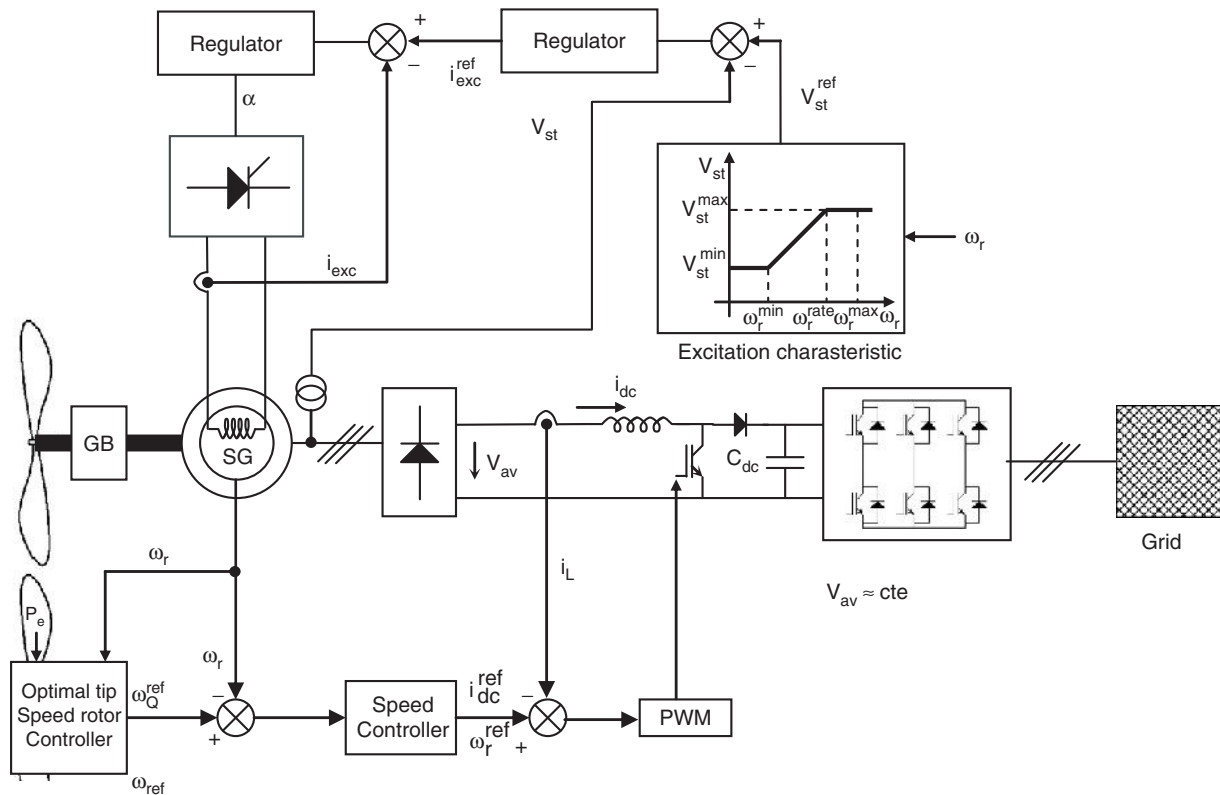 Regulator
+
−
i_exc^ref
Regulator
+
−
V_st^ref
α
V_st
V_st
V_st^max
V_st^min
ω_r^min
ω_r^rate
ω_r^max
ω_r
ω_r
Excitation charasteristic
i_exc
GB
SG
V_av
i_dc
C_dc
Grid
ω_r
i_L
V_av ≈ cte
P_e
ω_r
Optimal tip
Speed rotor
Controller
ω_Q^ref
−
+
Speed
Controller
i_dc^ref
ω_r^ref
−
+
PWM
ω_ref